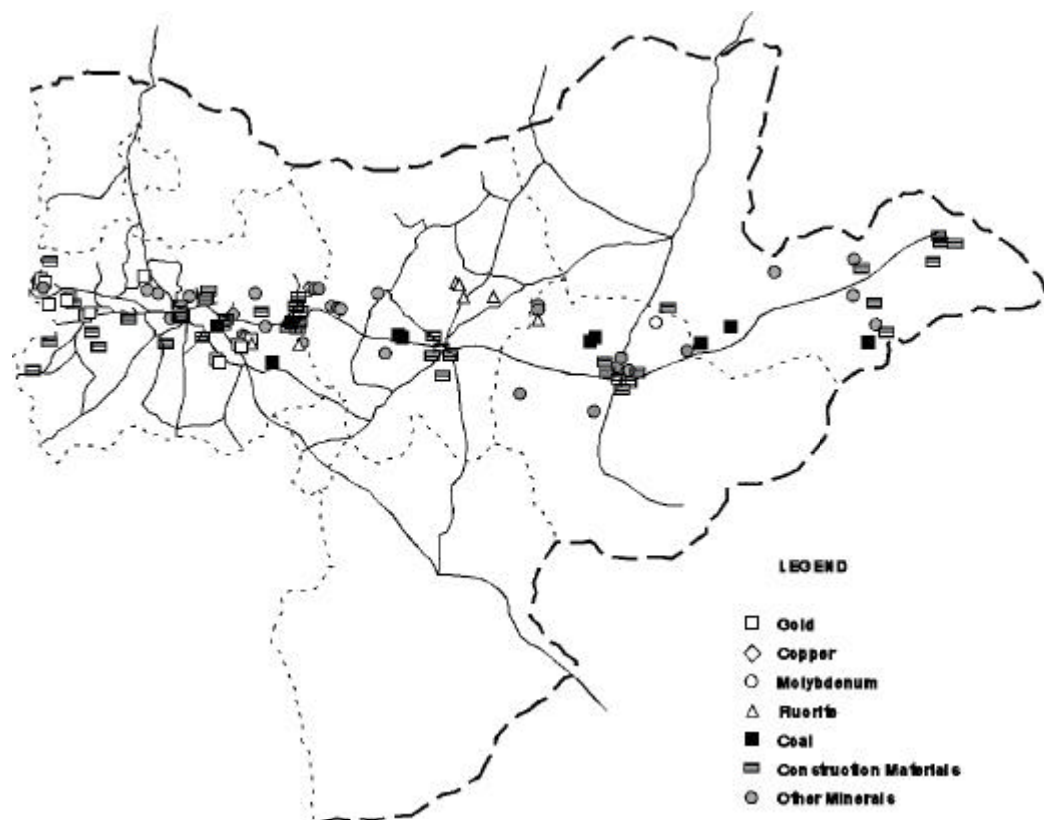 LEGEND
Gold
Copper
Molybdenum
Fluorite
Coal
Construction Materials
Other Minerals